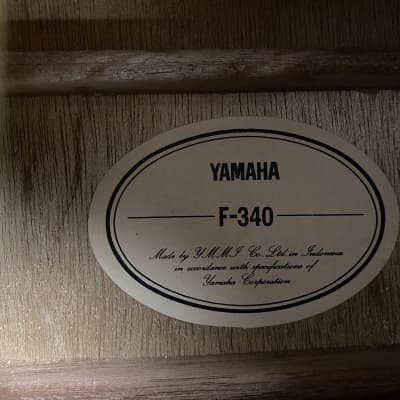 YAMAHA
F-340
Made by YMMI Co., Ltd. in Indonesia
in accordance with specifications of
Yamaha Corporation